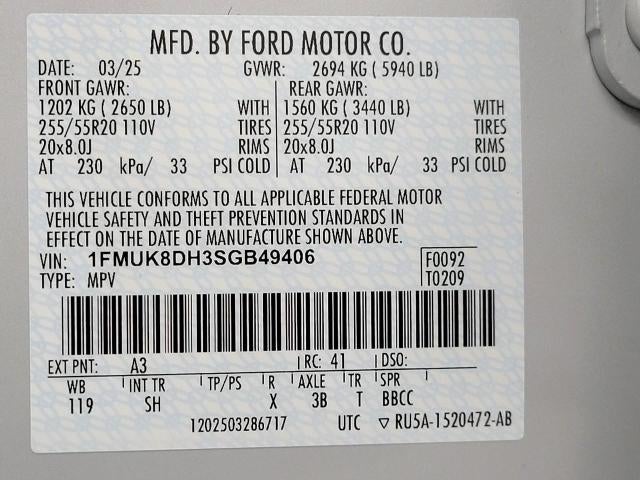 MFD. BY FORD MOTOR CO.
DATE: 03/25 GVWR: 2694 KG ( 5940 LB)
FRONT GAWR: REAR GAWR:
1202 KG ( 2650 LB) WITH 1560 KG ( 3440 LB) WITH
255/55R20 110V TIRES 255/55R20 110V TIRES
20x8.0J RIMS 20x8.0J RIMS
AT 230 kPa/ 33 PSI COLD AT 230 kPa/ 33 PSI COLD
THIS VEHICLE CONFORMS TO ALL APPLICABLE FEDERAL MOTOR
VEHICLE SAFETY AND THEFT PREVENTION STANDARDS IN
EFFECT ON THE DATE OF MANUFACTURE SHOWN ABOVE.
VIN: 1FMUK8DH3SGB49406 F0092
TYPE: MPV T0209
EXT PNT: A3 RC: 41 DSO:
WB INT TR TP/PS R AXLE TR SPR
119 SH X 3B T BBCC
1202503286717 UTC ▽ RU5A-1520472-AB